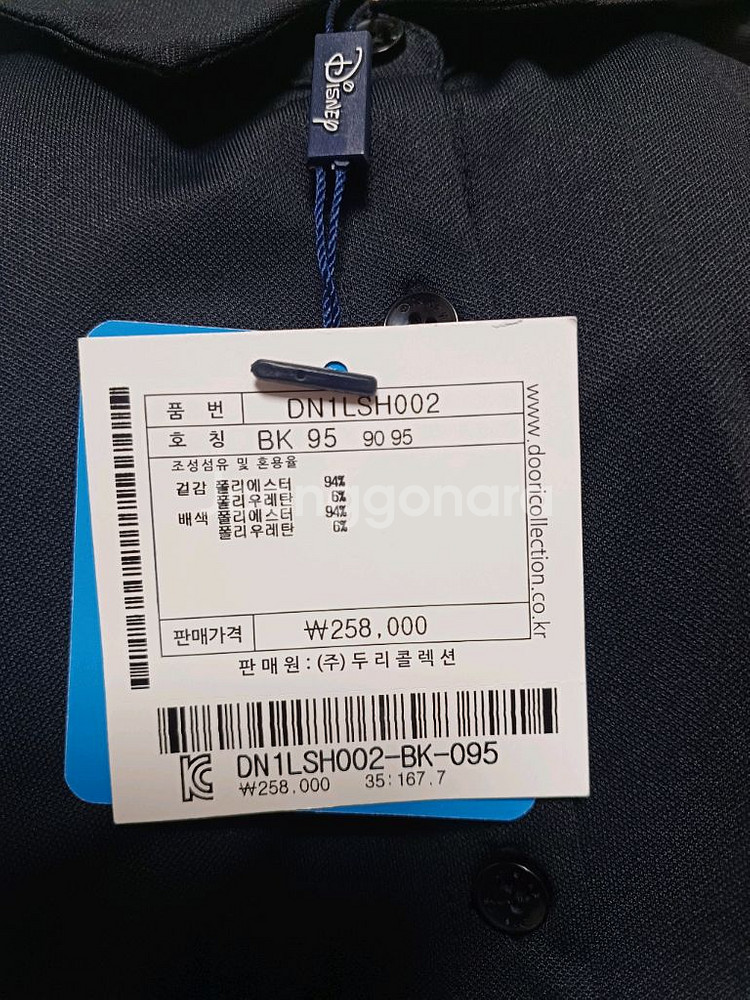 Disney
품 번 DN1LSH002
호 칭 BK 95 90 95
조성섬유 및 혼용율
겉감 폴리에스터 94%
폴리우레탄 6%
배색 폴리에스터 94%
폴리우레탄 6%
판매가격 ₩258,000
판매원:(주)두리콜렉션
www.dooricollection.co.kr
DN1LSH002-BK-095
₩258,000 35:167.7